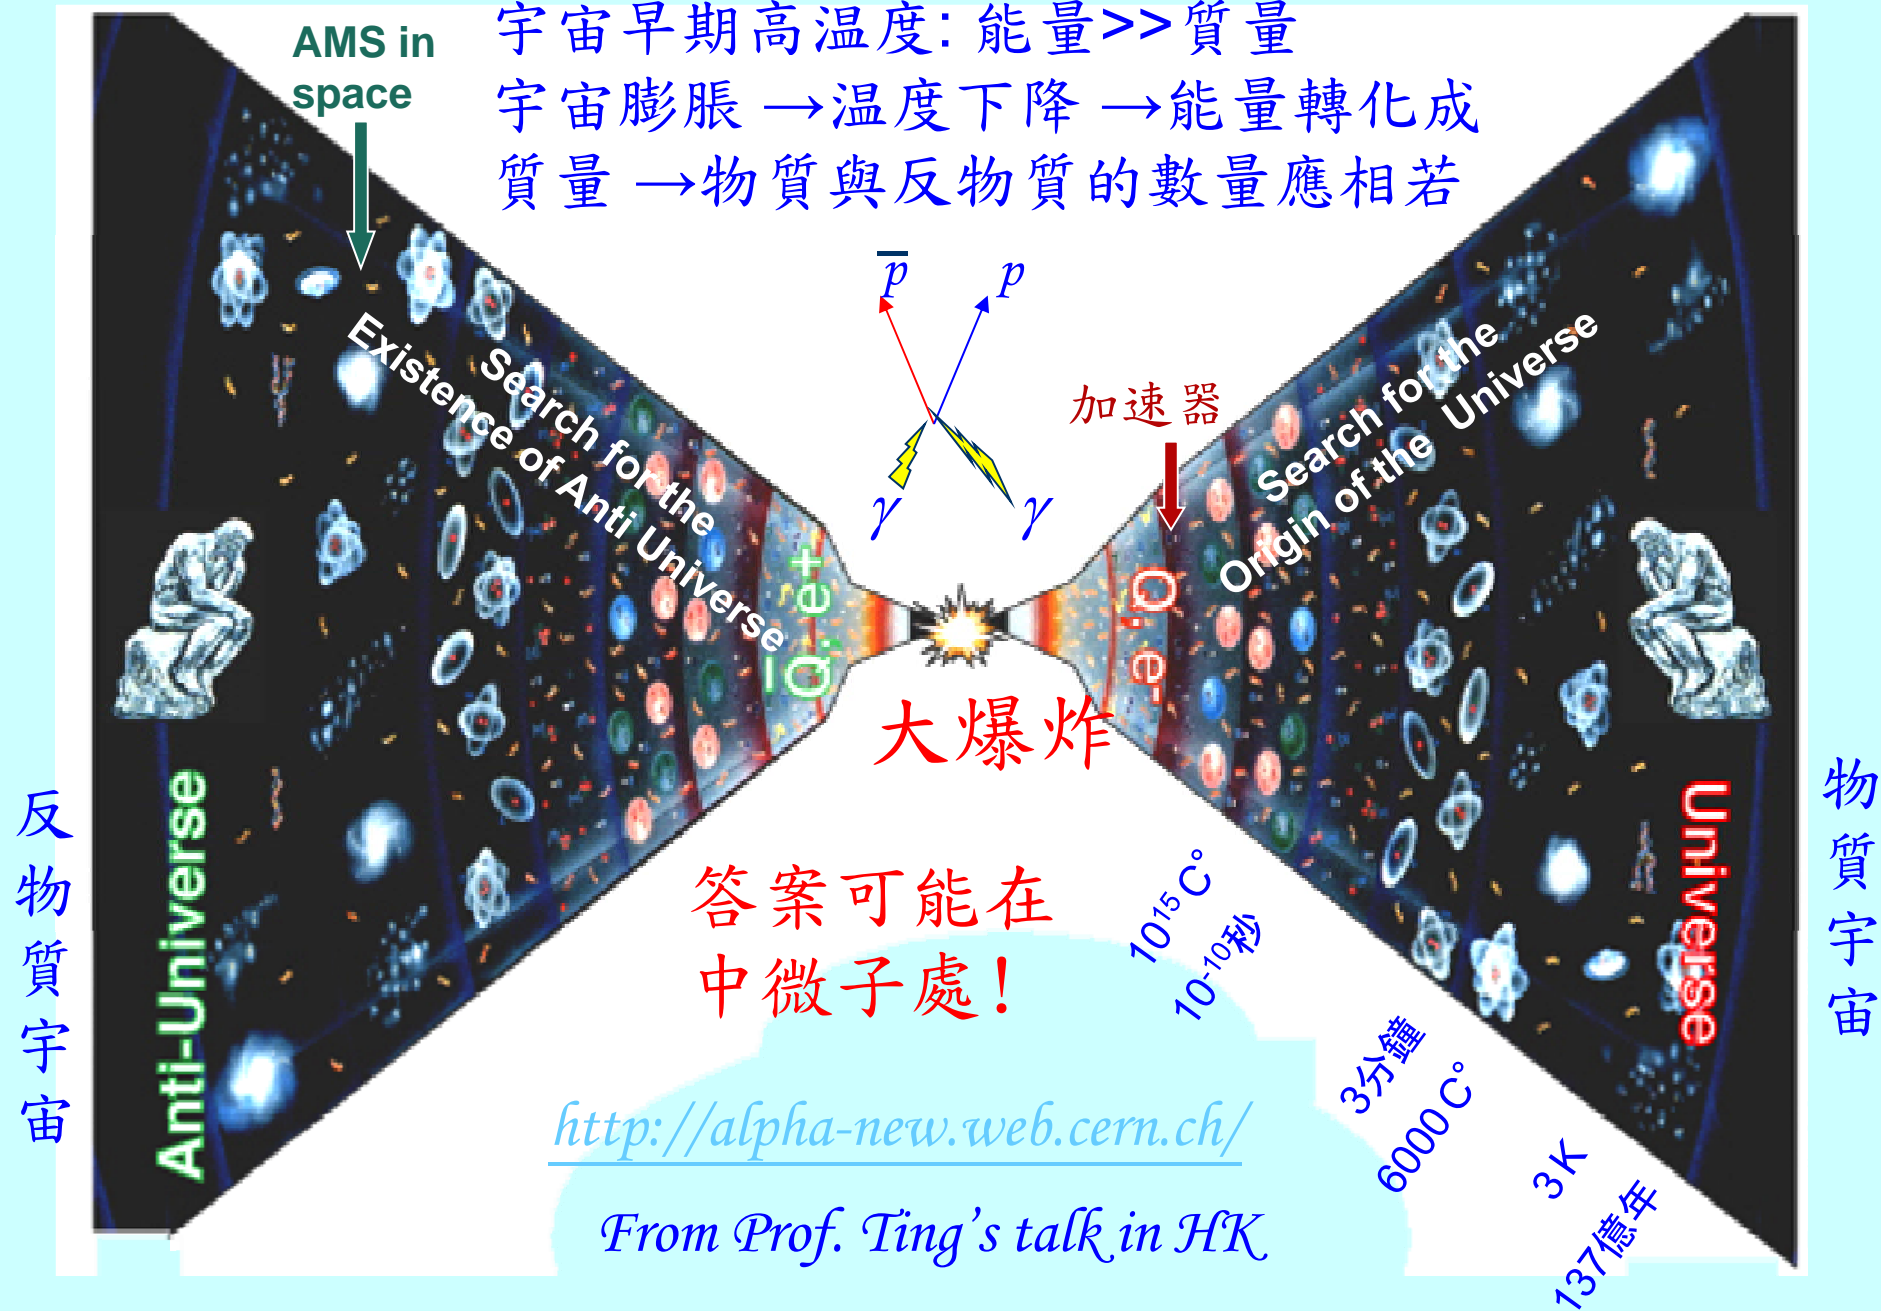 AMS in
space
宇宙早期高温度: 能量>>質量
宇宙膨脹 →温度下降 →能量轉化成
質量 →物質與反物質的數量應相若
p̅
p
γ
γ
加速器
Search for the
Existence of Anti Universe
Search for the
Origin of the Universe
Q̅, e+
Q, e-
大爆炸
反物質宇宙
Anti-Universe
Universe
物質宇宙
答案可能在
中微子處!
10¹⁵ C°
10⁻¹⁰秒
3分鐘
6000 C°
3 K
137億年
http://alpha-new.web.cern.ch/
From Prof. Ting’s talk in HK